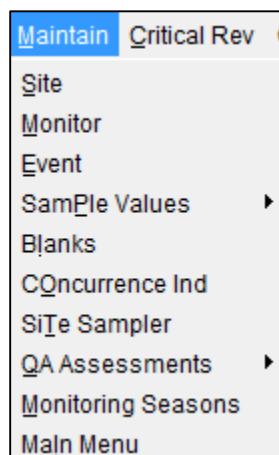 Maintain Critical Rev
Site
Monitor
Event
SamPle Values
Blanks
COncurrence Ind
SiTe Sampler
QA Assessments
Monitoring Seasons
MaIn Menu